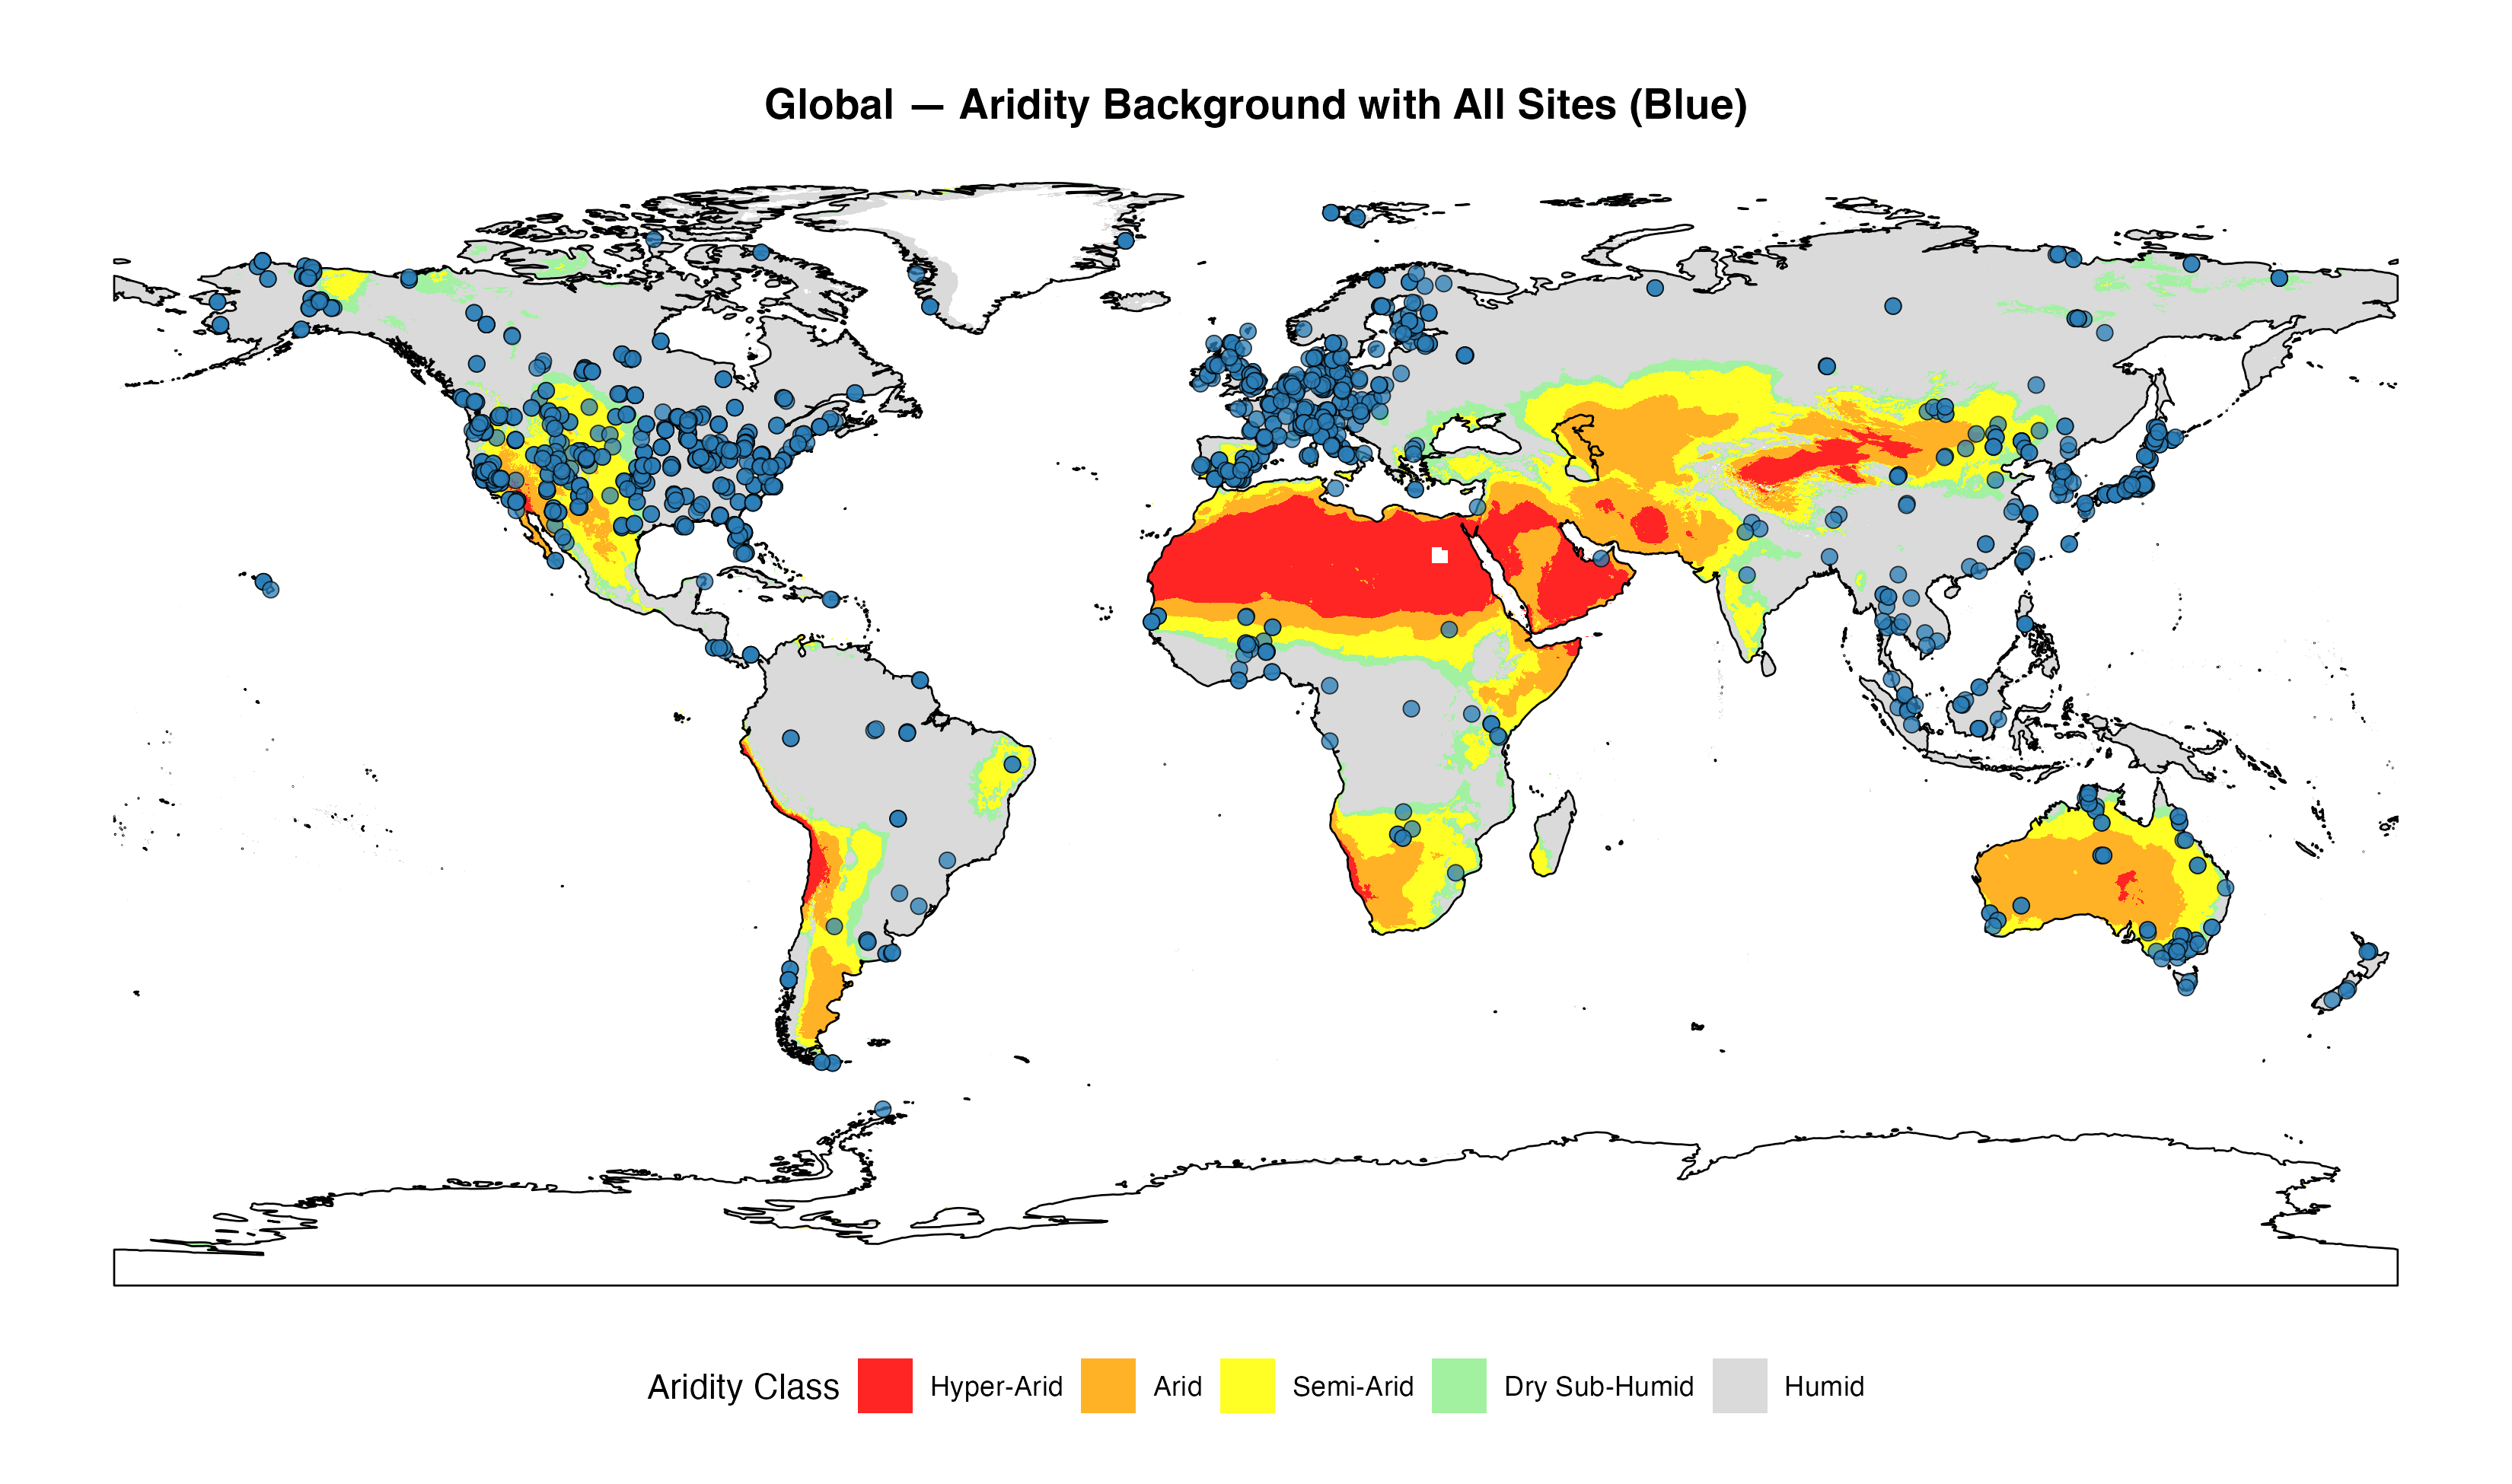 Global — Aridity Background with All Sites (Blue)
Aridity Class Hyper-Arid Arid Semi-Arid Dry Sub-Humid Humid